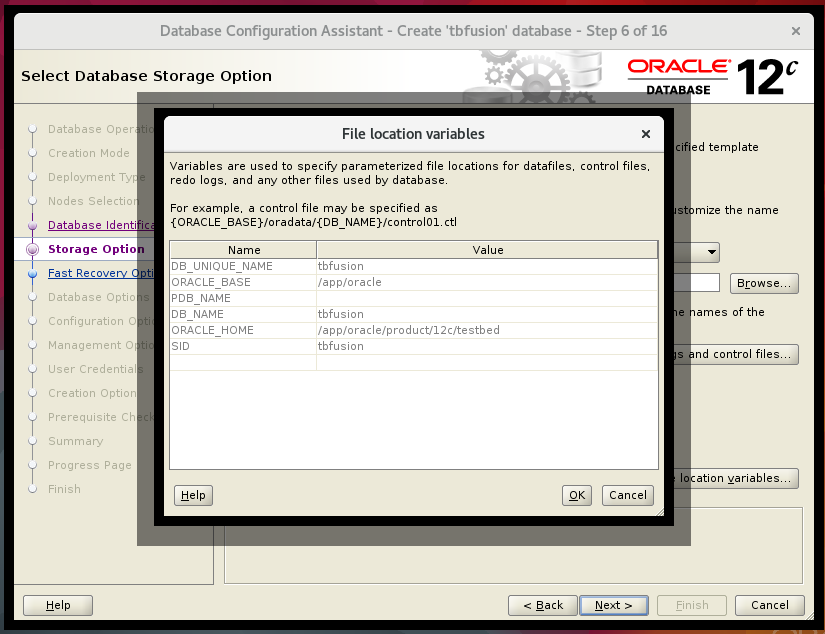 Database Configuration Assistant - Create 'tbfusion' database - Step 6 of 16
Select Database Storage Option
ORACLE
DATABASE
12c
Database Operatio
Creation Mode
Deployment Type
Nodes Selection
Database Identifica
Storage Option
Fast Recovery Opti
Database Options
Configuration Opti
Management Optio
User Credentials
Creation Option
Prerequisite Check
Summary
Progress Page
Finish
cified template
ustomize the name
Browse...
e names of the
gs and control files...
location variables...
File location variables
Variables are used to specify parameterized file locations for datafiles, control files,
redo logs, and any other files used by database.
For example, a control file may be specified as
{ORACLE_BASE}/oradata/{DB_NAME}/control01.ctl
Name Value
DB_UNIQUE_NAME tbfusion
ORACLE_BASE /app/oracle
PDB_NAME
DB_NAME tbfusion
ORACLE_HOME /app/oracle/product/12c/testbed
SID tbfusion
Help OK Cancel
Help < Back Next > Finish Cancel